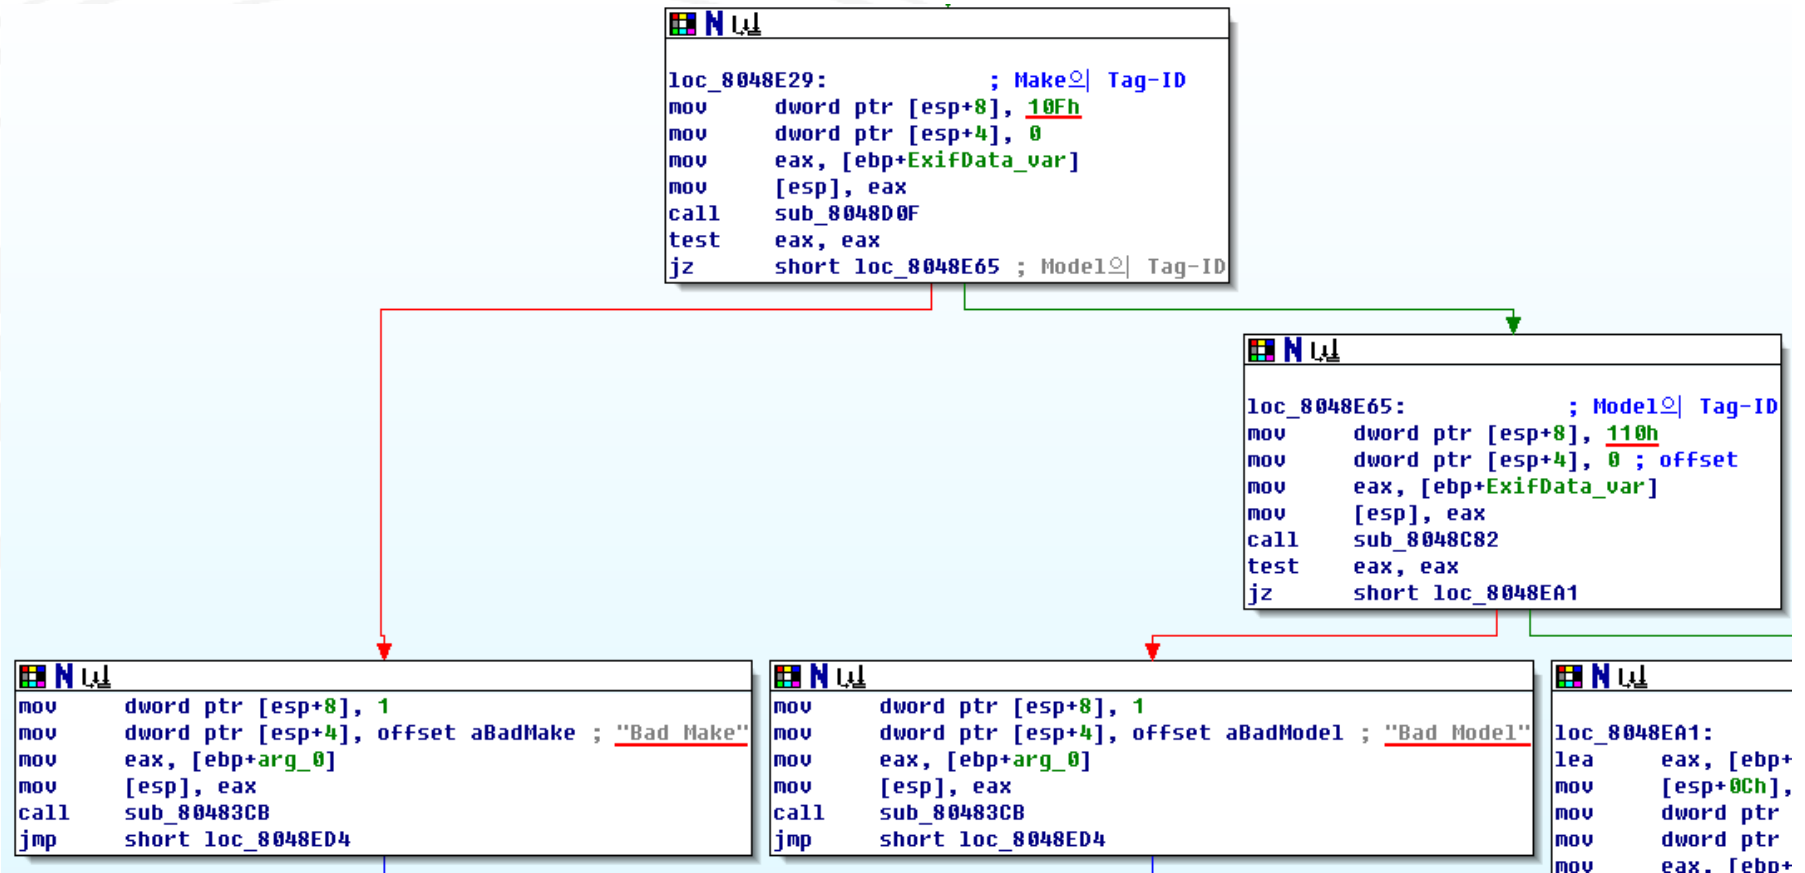 loc_8048E29: ; Make의 Tag-ID
mov dword ptr [esp+8], 10Fh
mov dword ptr [esp+4], 0
mov eax, [ebp+ExifData_var]
mov [esp], eax
call sub_8048D0F
test eax, eax
jz short loc_8048E65 ; Model의 Tag-ID
loc_8048E65: ; Model의 Tag-ID
mov dword ptr [esp+8], 110h
mov dword ptr [esp+4], 0 ; offset
mov eax, [ebp+ExifData_var]
mov [esp], eax
call sub_8048C82
test eax, eax
jz short loc_8048EA1
mov dword ptr [esp+8], 1
mov dword ptr [esp+4], offset aBadMake ; "Bad Make"
mov eax, [ebp+arg_0]
mov [esp], eax
call sub_80483CB
jmp short loc_8048ED4
mov dword ptr [esp+8], 1
mov dword ptr [esp+4], offset aBadModel ; "Bad Model"
mov eax, [ebp+arg_0]
mov [esp], eax
call sub_80483CB
jmp short loc_8048ED4
loc_8048EA1:
lea eax, [ebp+
mov [esp+0Ch],
mov dword ptr
mov dword ptr
mov eax, [ebp+